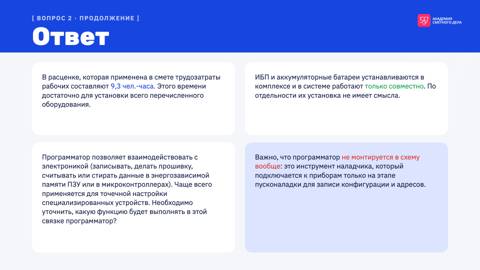 | ВОПРОС 2 · ПРОДОЛЖЕНИЕ |
Ответ
АКАДЕМИЯ
СМЕТНОГО ДЕЛА
В расценке, которая применена в смете трудозатраты
рабочих составляют 9,3 чел.-часа. Этого времени
достаточно для установки всего перечисленного
оборудования.
ИБП и аккумуляторные батареи устанавливаются в
комплексе и в системе работают только совместно. По
отдельности их установка не имеет смысла.
Программатор позволяет взаимодействовать с
электроникой (записывать, делать прошивку,
считывать или стирать данные в энергозависимой
памяти ПЗУ или в микроконтроллерах). Чаще всего
применяется для точечной настройки
специализированных устройств. Необходимо
уточнить, какую функцию будет выполнять в этой
связке программатор?
Важно, что программатор не монтируется в схему
вообще: это инструмент наладчика, который
подключается к приборам только на этапе
пусконаладки для записи конфигурации и адресов.